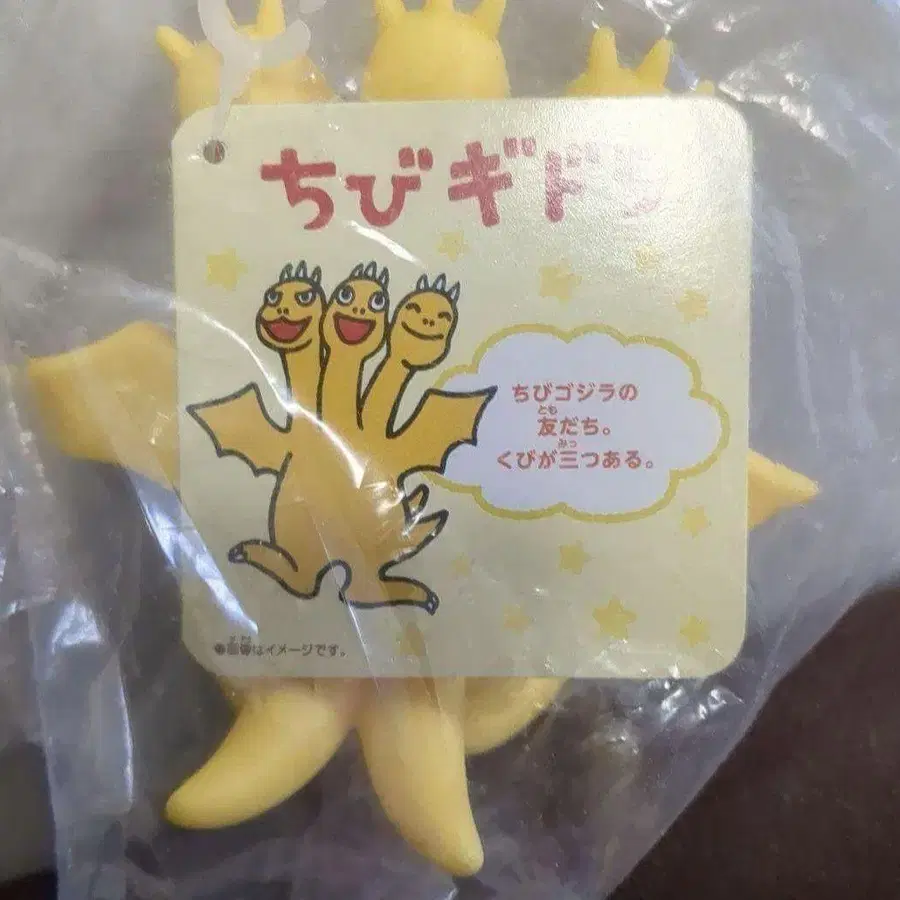 ちびギドラ
ちびゴジラの
友だち。
とも
くびが三つある。
みっ
●画像はイメージです。